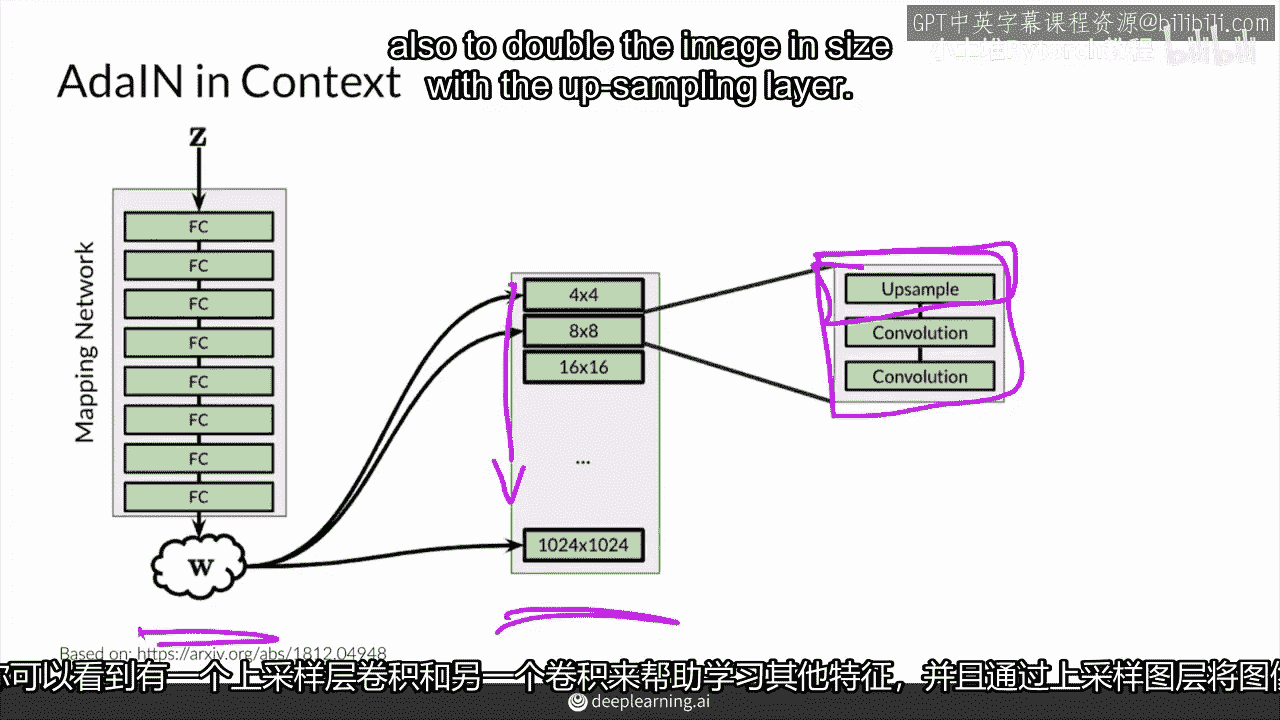 GPT中英字幕课程资源@bilibili.com
also to double the image in size
with the up-sampling layer.
AdaIN in Context
z
Mapping Network
FC
FC
FC
FC
FC
FC
FC
FC
w
4x4
8x8
16x16
...
1024x1024
Upsample
Convolution
Convolution
Based on: https://arxiv.org/abs/1812.04948
可以看到有一个上采样层卷积和另一个卷积来帮助学习其他特征，并且通过上采样图层将图
deeplearning.ai